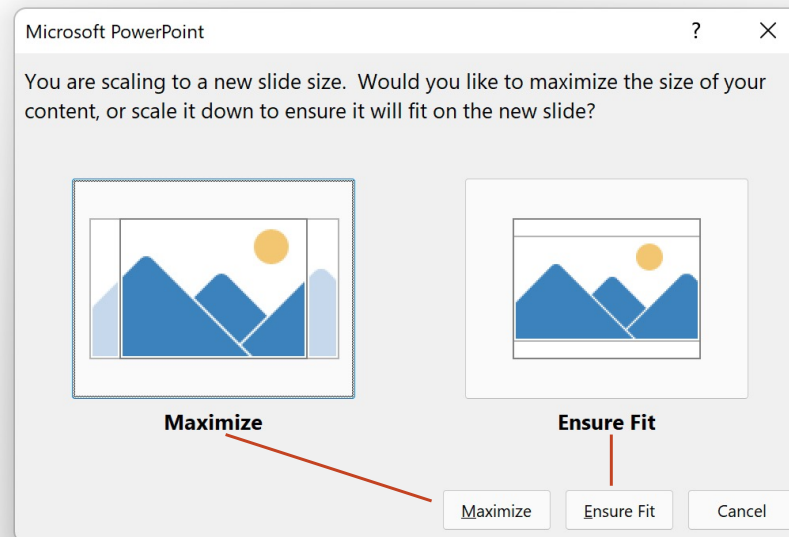 Microsoft PowerPoint ?
You are scaling to a new slide size. Would you like to maximize the size of your
content, or scale it down to ensure it will fit on the new slide?
Maximize Ensure Fit
Maximize Ensure Fit Cancel